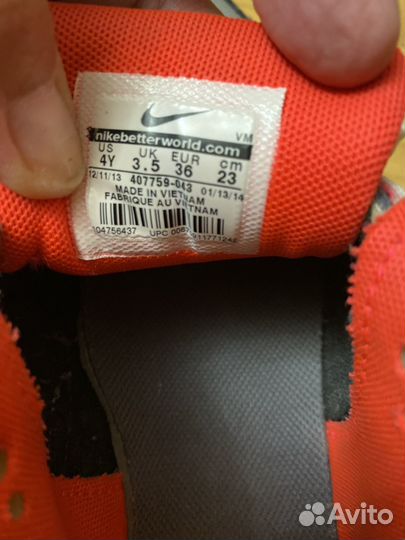 nikebetterworld.com
VM
US UK EUR cm
4Y 3.5 36 23
12/11/13 407759-043 01/13/14
MADE IN VIETNAM
FABRIQUE AU VIETNAM
UPC
Avito